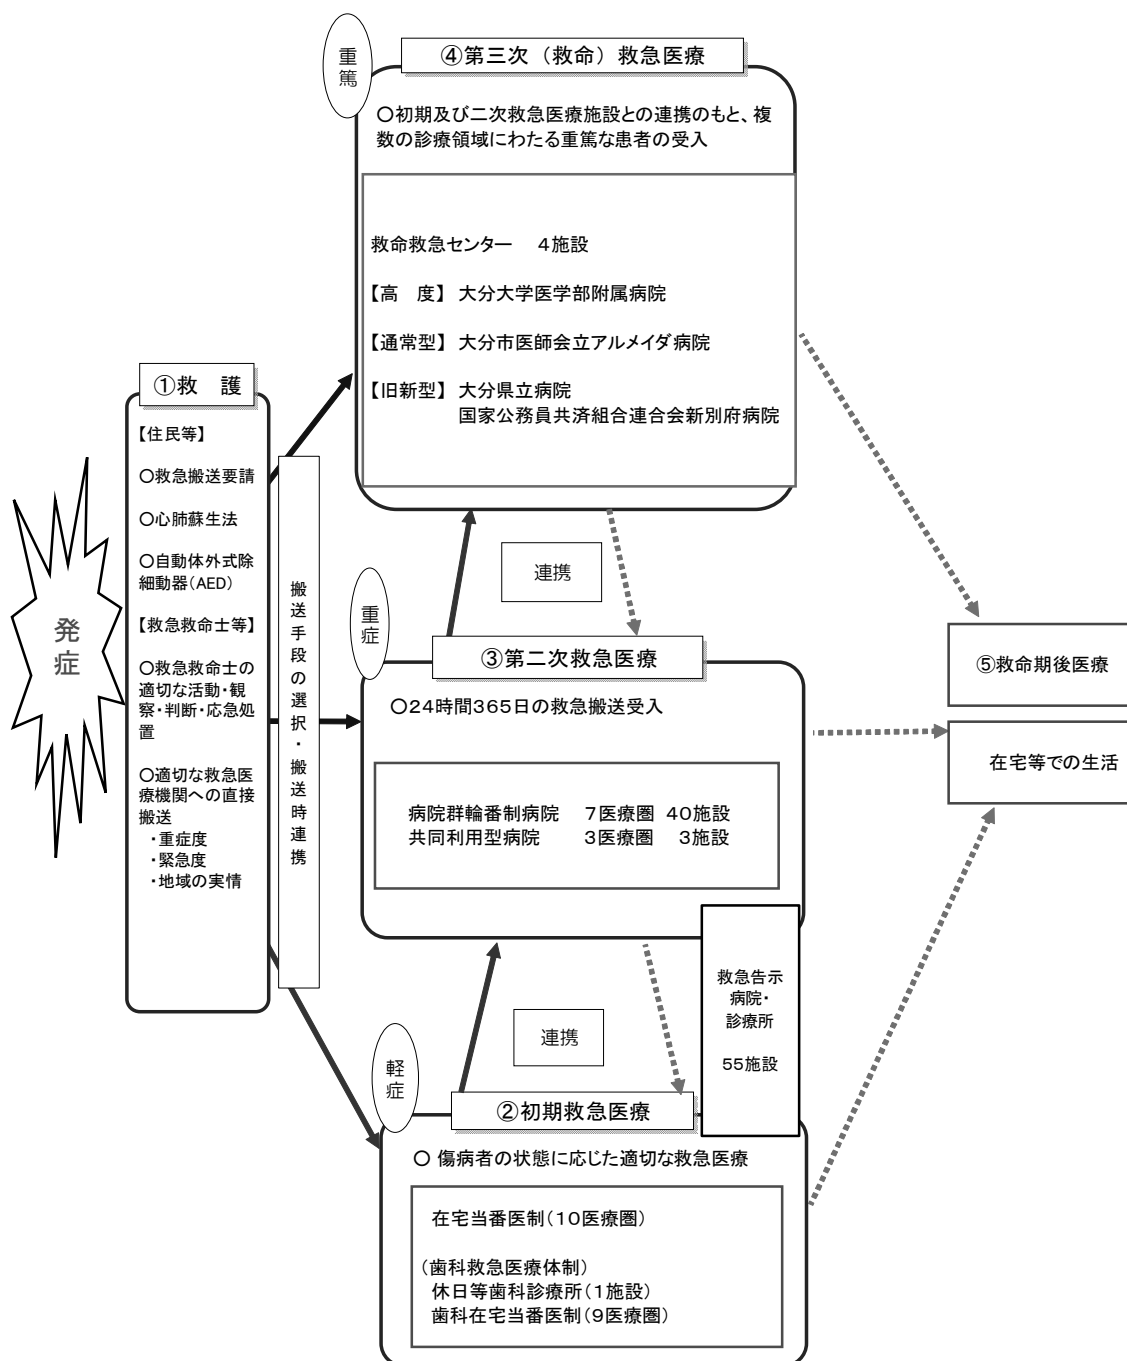 重篤
④第三次（救命）救急医療
○初期及び二次救急医療施設との連携のもと、複
数の診療領域にわたる重篤な患者の受入
救命救急センター　４施設
【高　度】 大分大学医学部附属病院
【通常型】 大分市医師会立アルメイダ病院
【旧新型】 大分県立病院
国家公務員共済組合連合会新別府病院
発症
①救　護
【住民等】
○救急搬送要請
○心肺蘇生法
○自動体外式除
細動器(AED)
【救急救命士等】
○救急救命士の
適切な活動・観
察・判断・応急処
置
○適切な救急医
療機関への直接
搬送
・重症度
・緊急度
・地域の実情
搬送手段の選択・搬送時連携
連携
重症
③第二次救急医療
○２４時間３６５日の救急搬送受入
病院群輪番制病院　７医療圏　４０施設
共同利用型病院　３医療圏　３施設
救急告示
病院・
診療所
55施設
連携
軽症
②初期救急医療
○ 傷病者の状態に応じた適切な救急医療
在宅当番医制（１０医療圏）
（歯科救急医療体制）
休日等歯科診療所（１施設）
歯科在宅当番医制（９医療圏）
⑤救命期後医療
在宅等での生活